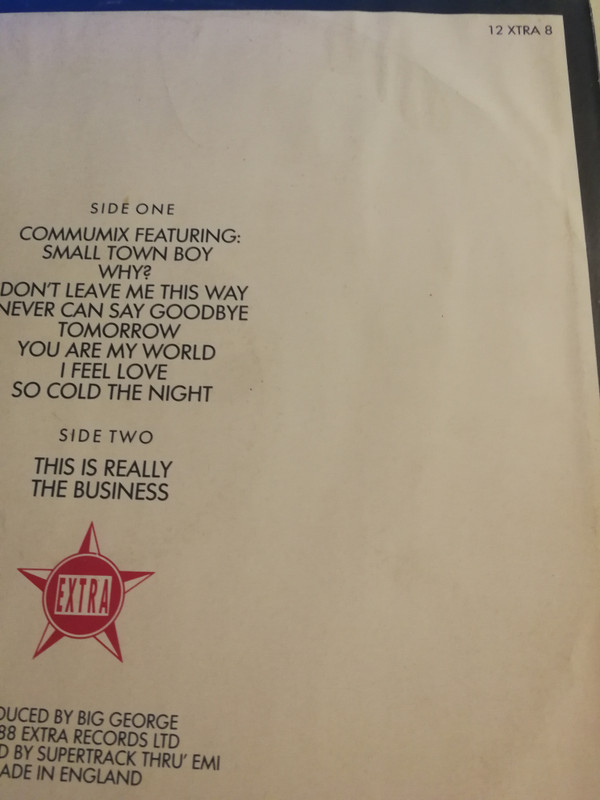 12 XTRA 8
SIDE ONE
COMMUMIX FEATURING:
SMALL TOWN BOY
WHY?
DON'T LEAVE ME THIS WAY
NEVER CAN SAY GOODBYE
TOMORROW
YOU ARE MY WORLD
I FEEL LOVE
SO COLD THE NIGHT
SIDE TWO
THIS IS REALLY
THE BUSINESS
EXTRA
DUCED BY BIG GEORGE
88 EXTRA RECORDS LTD
D BY SUPERTRACK THRU' EMI
ADE IN ENGLAND